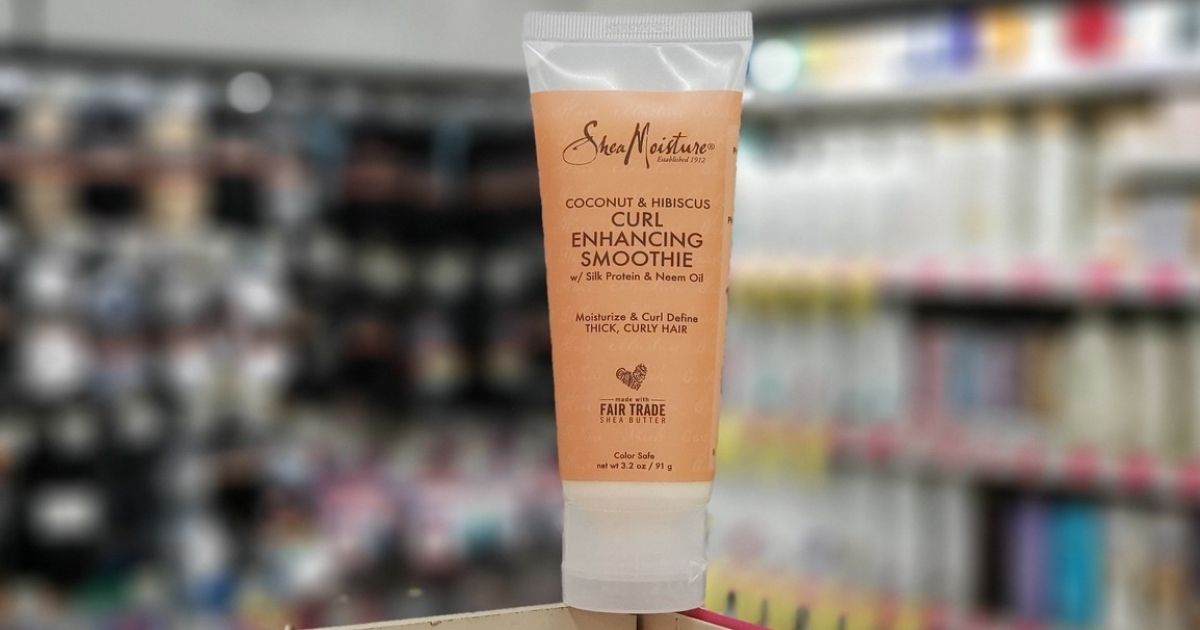 SheaMoisture®
Established 1912
COCONUT & HIBISCUS
CURL
ENHANCING
SMOOTHIE
w/ Silk Protein & Neem Oil
Moisturize & Curl Define
THICK, CURLY HAIR
made with
FAIR TRADE
SHEA BUTTER
Color Safe
net wt 3.2 oz / 91 g